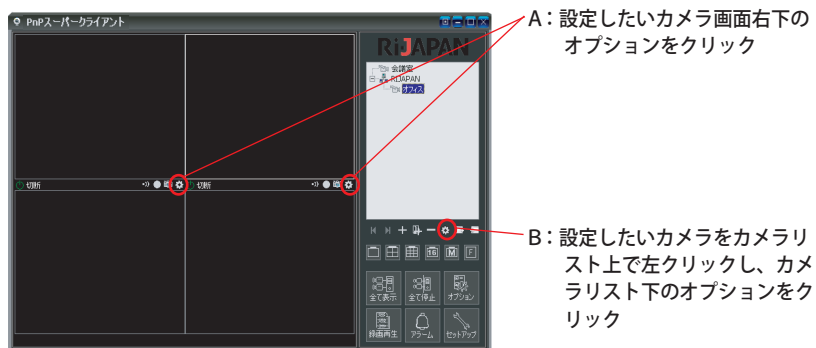 PnPスーパークライアント
RiJAPAN
会議室
RIJAPAN
オフィス
切断
切断
16
M
F
全て表示
全て停止
オプション
録画再生
アラーム
セットアップ
A：設定したいカメラ画面右下の
オプションをクリック
B：設定したいカメラをカメラリ
スト上で左クリックし、カメ
ラリスト下のオプションをク
リック